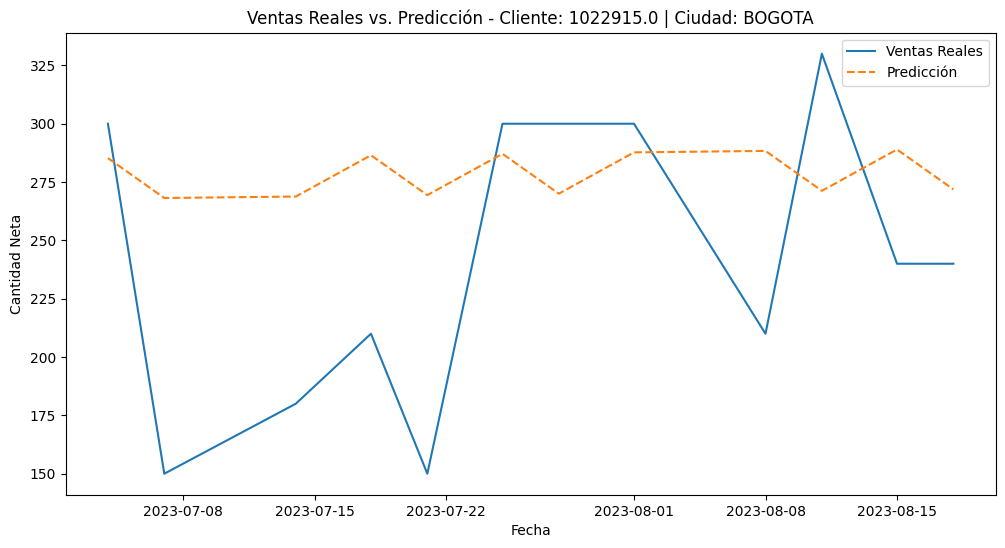 Ventas Reales vs. Predicción - Cliente: 1022915.0 | Ciudad: BOGOTA
Ventas Reales
Predicción
Cantidad Neta
325
300
275
250
225
200
175
150
2023-07-08
2023-07-15
2023-07-22
2023-08-01
2023-08-08
2023-08-15
Fecha